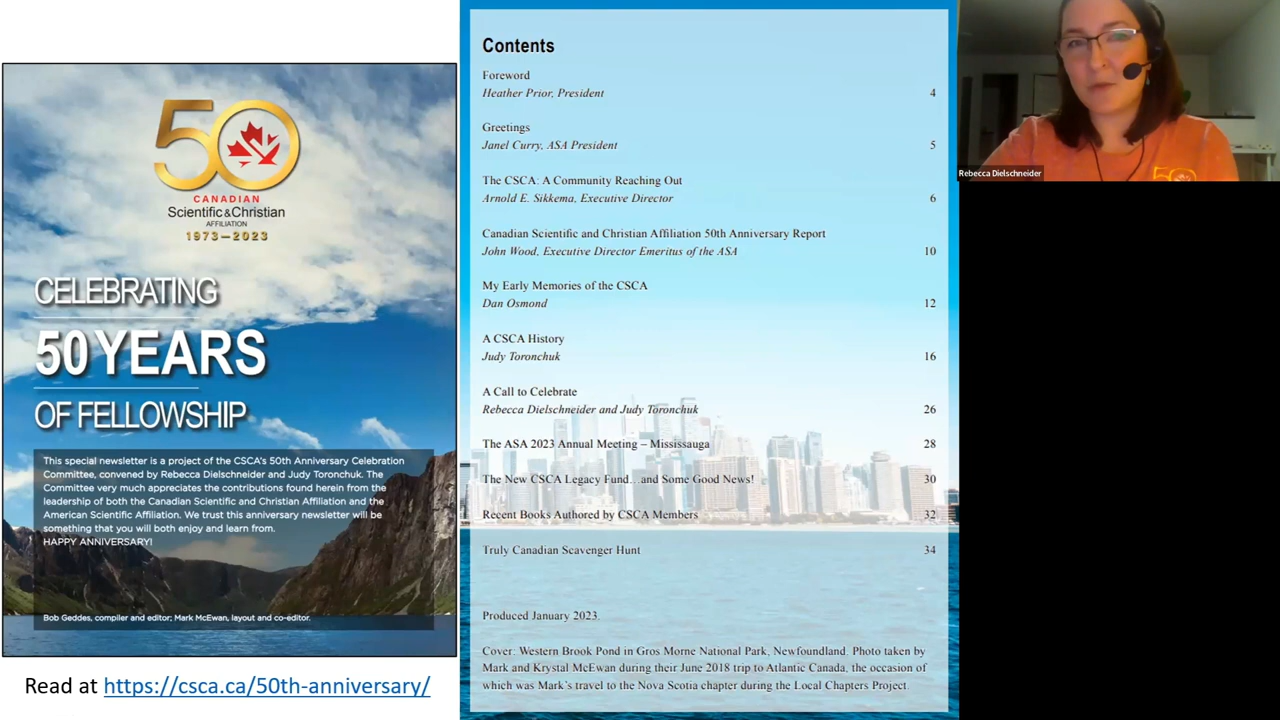 50
CANADIAN
Scientific & Christian
AFFILIATION
1973—2023
CELEBRATING
50 YEARS
OF FELLOWSHIP
This special newsletter is a project of the CSCA's 50th Anniversary Celebration
Committee, convened by Rebecca Dielschneider and Judy Toronchuk. The
Committee very much appreciates the contributions found herein from the
leadership of both the Canadian Scientific and Christian Affiliation and the
American Scientific Affiliation. We trust this anniversary newsletter will be
something that you will both enjoy and learn from.
HAPPY ANNIVERSARY!
Bob Geddes, compiler and editor; Mark McEwan, layout and co-editor.
Read at https://csca.ca/50th-anniversary/
Contents
Foreword
Heather Prior, President 4
Greetings
Janel Curry, ASA President 5
The CSCA: A Community Reaching Out
Arnold E. Sikkema, Executive Director 6
Canadian Scientific and Christian Affiliation 50th Anniversary Report
John Wood, Executive Director Emeritus of the ASA 10
My Early Memories of the CSCA
Dan Osmond 12
A CSCA History
Judy Toronchuk 16
A Call to Celebrate
Rebecca Dielschneider and Judy Toronchuk 26
The ASA 2023 Annual Meeting – Mississauga 28
The New CSCA Legacy Fund…and Some Good News! 30
Recent Books Authored by CSCA Members 32
Truly Canadian Scavenger Hunt 34
Produced January 2023.
Cover: Western Brook Pond in Gros Morne National Park, Newfoundland. Photo taken by
Mark and Krystal McEwan during their June 2018 trip to Atlantic Canada, the occasion of
which was Mark's travel to the Nova Scotia chapter during the Local Chapters Project.
Rebecca Dielschneider
50